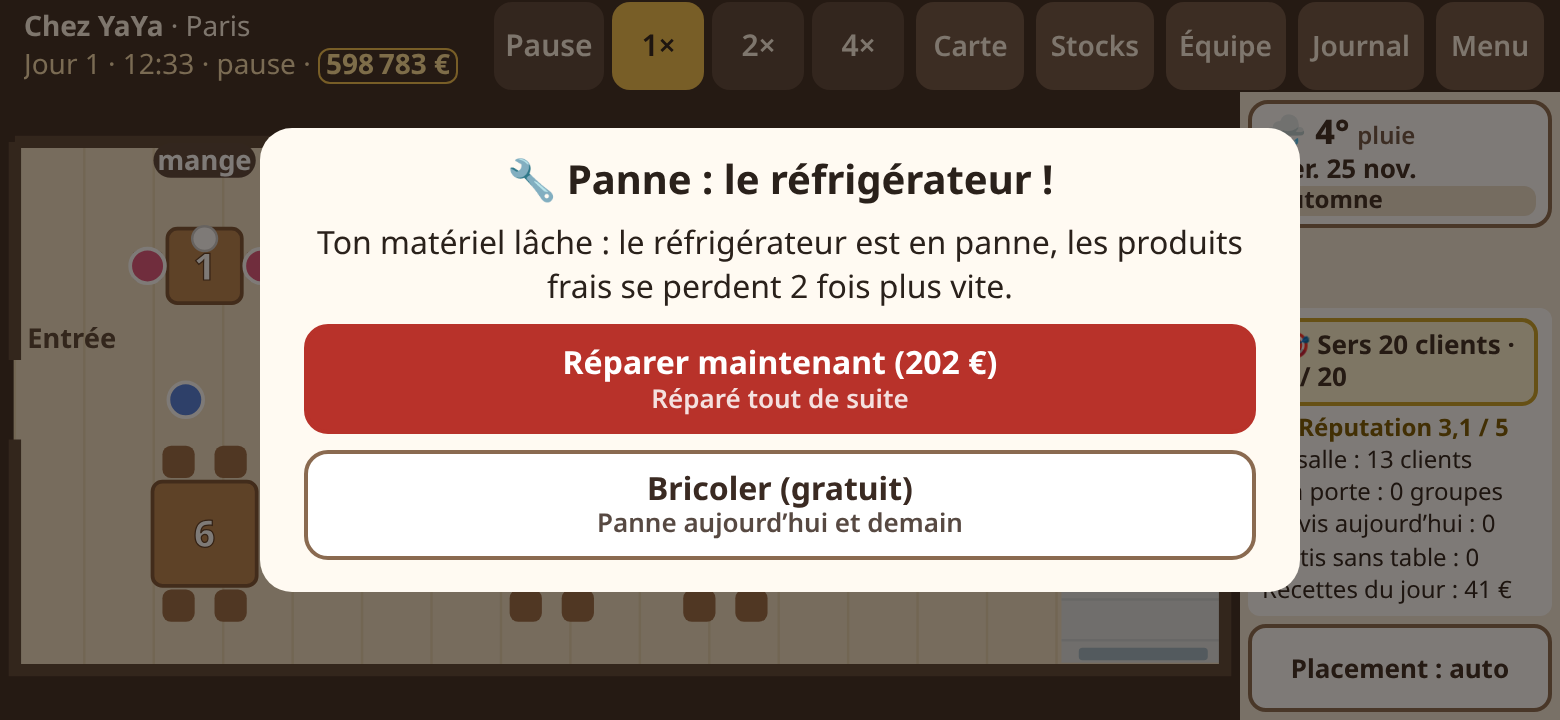 Chez YaYa · Paris
Jour 1 · 12:33 · pause · 598 783 €
Pause
1×
2×
4×
Carte
Stocks
Équipe
Journal
Menu
mange
1
Entrée
6
🔧 Panne : le réfrigérateur !
Ton matériel lâche : le réfrigérateur est en panne, les produits
frais se perdent 2 fois plus vite.
Réparer maintenant (202 €)
Réparé tout de suite
Bricoler (gratuit)
Panne aujourd’hui et demain
4° pluie
25 nov.
Sers 20 clients ·
/ 20
Réputation 3,1 / 5
salle : 13 clients
porte : 0 groupes
aujourd’hui : 0
sans table : 0
Recettes du jour : 41 €
Placement : auto